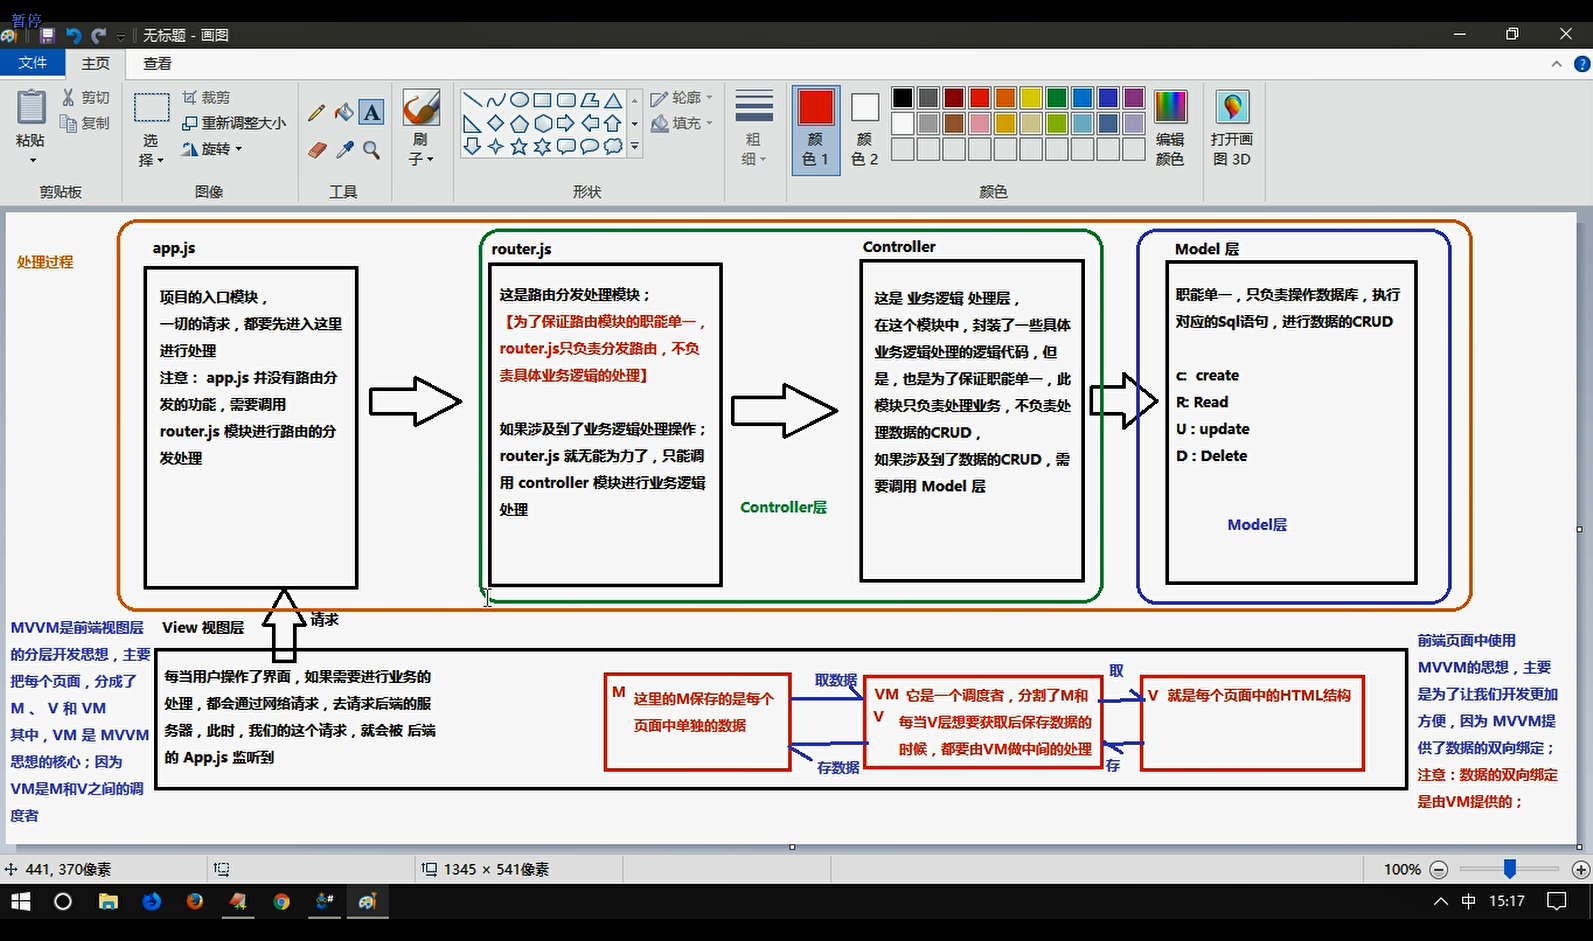 暂停
无标题 - 画图
文件
主页
查看
粘贴
剪切
复制
剪贴板
选择
裁剪
重新调整大小
旋转
图像
A
工具
刷子
轮廓
填充
形状
粗细
颜色 1
颜色 2
编辑颜色
颜色
打开画图 3D
处理过程
app.js
项目的入口模块，
一切的请求，都要先进入这里
进行处理
注意： app.js 并没有路由分
发的功能，需要调用
router.js 模块进行路由的分
发处理
router.js
这是路由分发处理模块；
【为了保证路由模块的职能单一，
router.js只负责分发路由，不负
责具体业务逻辑的处理】
如果涉及到了业务逻辑处理操作；
router.js 就无能为力了，只能调
用 controller 模块进行业务逻辑
处理
Controller层
Controller
这是 业务逻辑 处理层，
在这个模块中，封装了一些具体
业务逻辑处理的逻辑代码，但
是，也是为了保证职能单一，此
模块只负责处理业务，不负责处
理数据的CRUD，
如果涉及到了数据的CRUD，需
要调用 Model 层
Model 层
职能单一，只负责操作数据库，执行
对应的Sql语句，进行数据的CRUD
c: create
R: Read
U : update
D : Delete
Model层
请求
MVVM是前端视图层
的分层开发思想，主要
把每个页面，分成了
M 、 V 和 VM
其中，VM 是 MVVM
思想的核心；因为
VM是M和V之间的调
度者
View 视图层
每当用户操作了界面，如果需要进行业务的
处理，都会通过网络请求，去请求后端的服
务器，此时，我们的这个请求，就会被 后端
的 App.js 监听到
M 这里的M保存的是每个
页面中单独的数据
取数据
存数据
VM 它是一个调度者，分割了M和
V 每当V层想要获取后保存数据的
时候，都要由VM做中间的处理
取
存
V 就是每个页面中的HTML结构
前端页面中使用
MVVM的思想，主要
是为了让我们开发更加
方便，因为 MVVM提
供了数据的双向绑定；
注意：数据的双向绑定
是由VM提供的；
441, 370像素
1345 × 541像素
100%
中
15:17